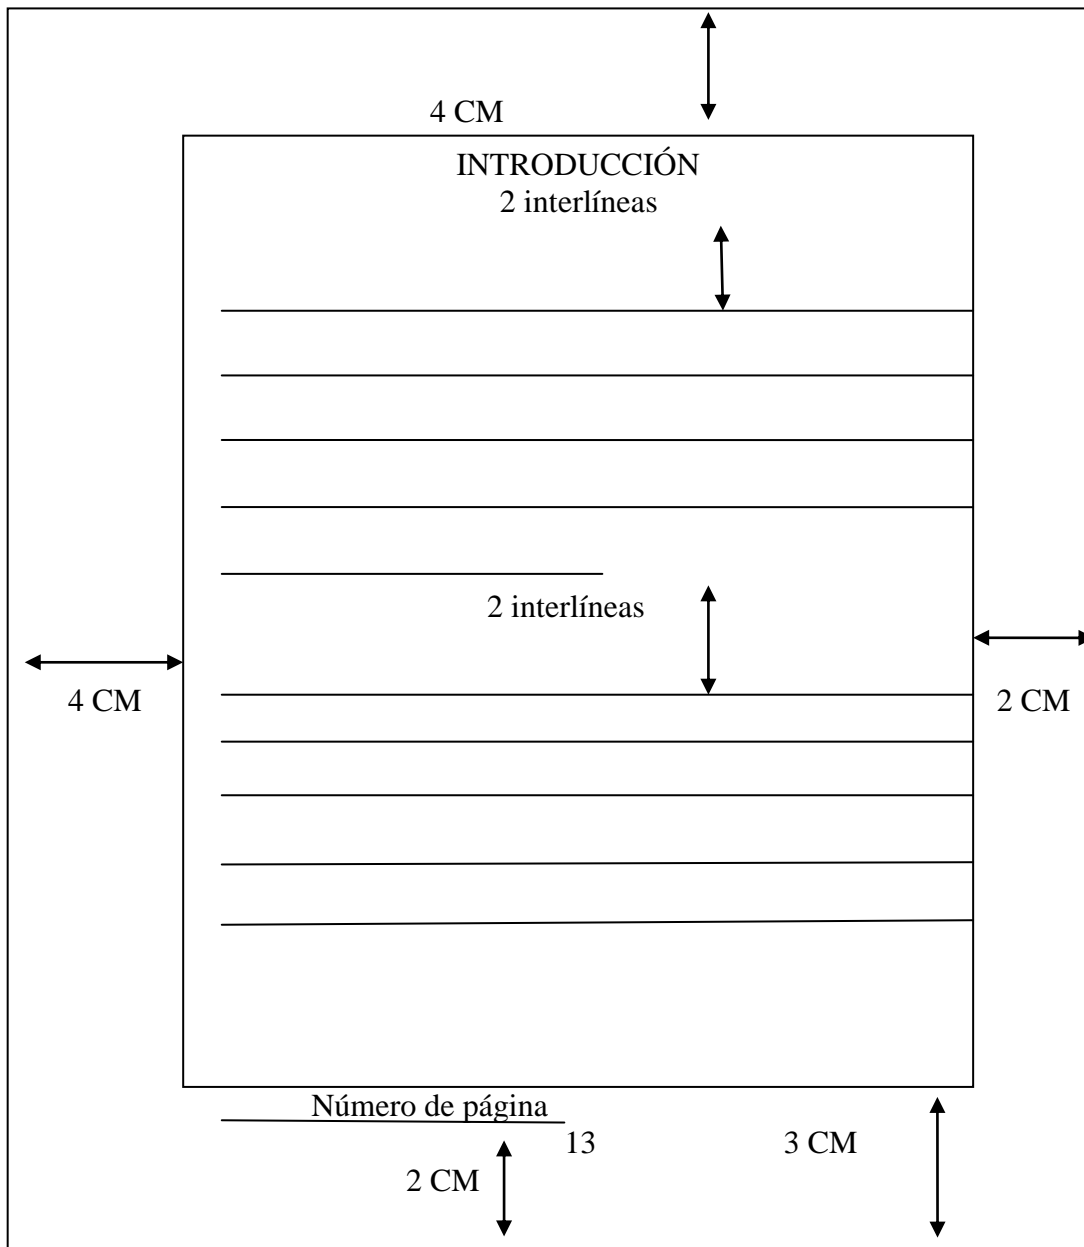 4 CM
INTRODUCCIÓN
2 interlíneas
2 interlíneas
4 CM
2 CM
Número de página
13
3 CM
2 CM